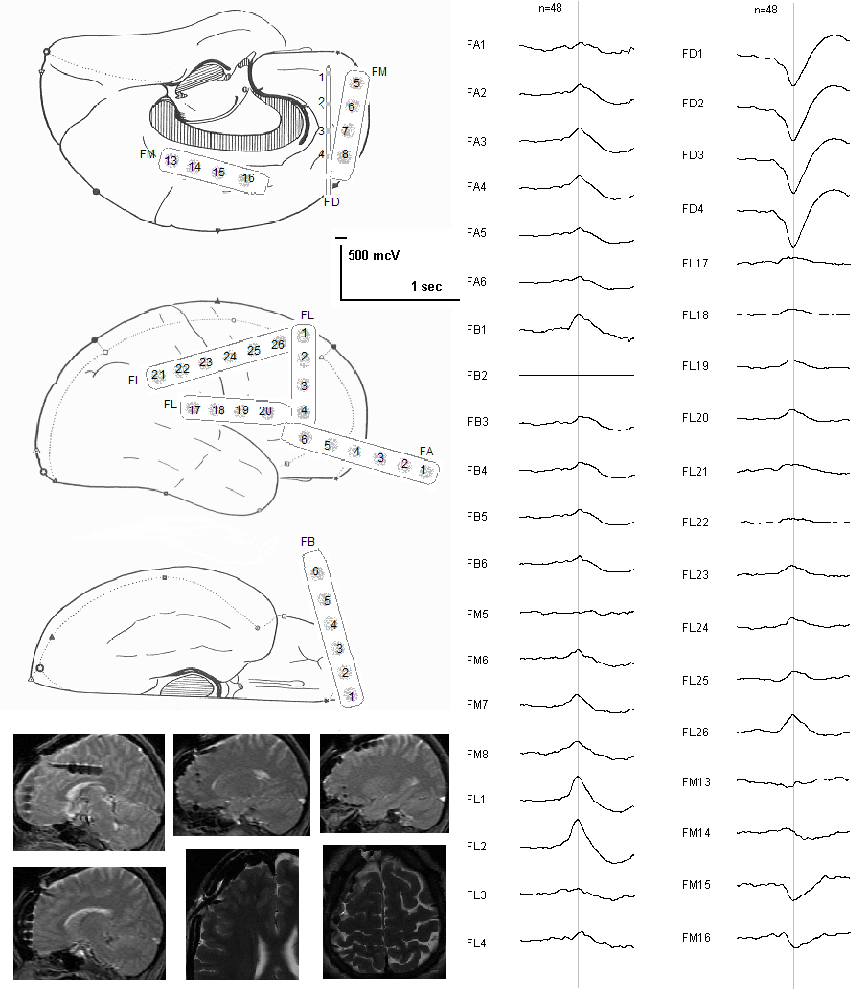 FM
1
5
2
6
3
7
4
8
FM
13
14
15
16
FD
500 mcV
1 sec
FL
1
26
25
24
23
22
21
2
FL
3
FL
17
18
19
20
4
6
5
4
3
2
1
FA
FB
6
5
4
3
2
1
n=48
FA1
FA2
FA3
FA4
FA5
FA6
FB1
FB2
FB3
FB4
FB5
FB6
FM5
FM6
FM7
FM8
FL1
FL2
FL3
FL4
n=48
FD1
FD2
FD3
FD4
FL17
FL18
FL19
FL20
FL21
FL22
FL23
FL24
FL25
FL26
FM13
FM14
FM15
FM16